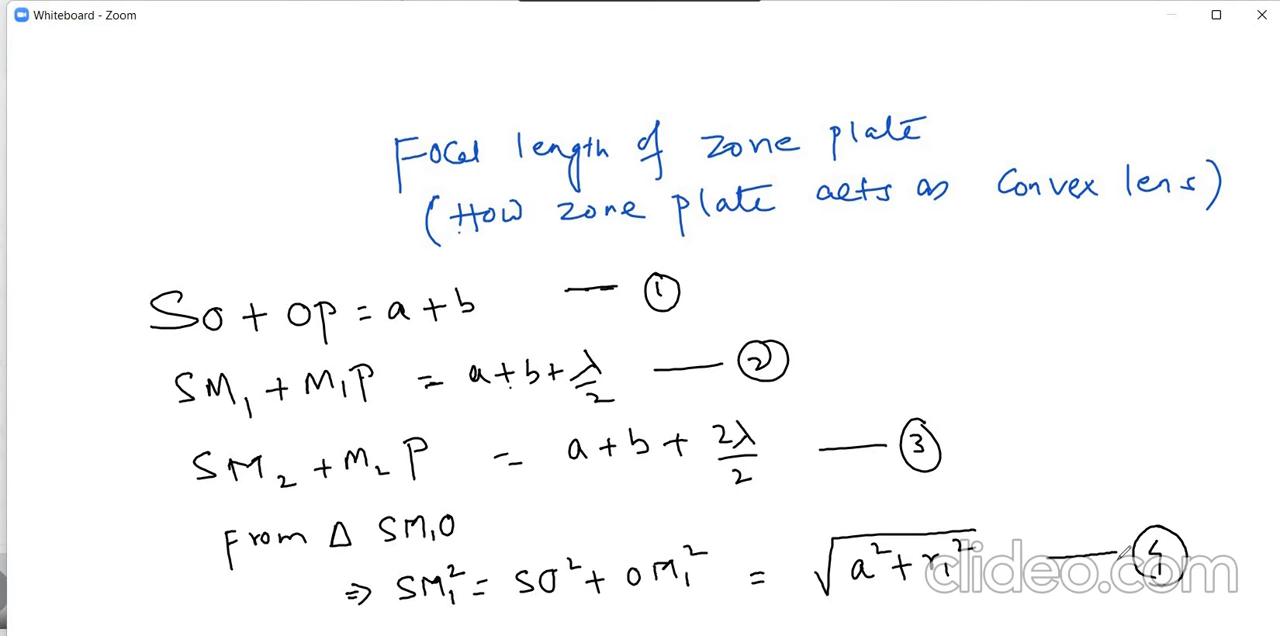 Whiteboard - Zoom
Focal length of zone plate
(How zone plate acts as convex lens)
SO + OP = a + b — ①
SM₁ + M₁P = a + b + λ/2 — ②
SM₂ + M₂P = a + b + 2λ/2 — ③
From Δ SM₁O
⇒ SM₁² = SO² + OM₁² = √(a² + r₁²) — ④
clideo.com